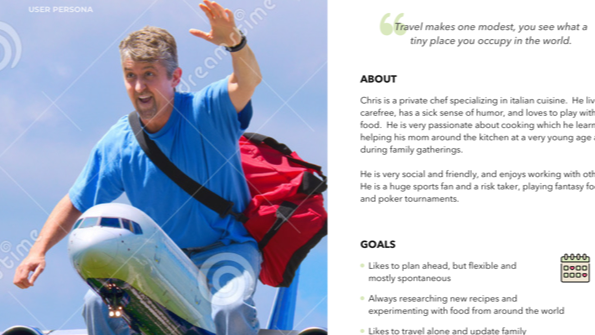 USER PERSONA
Travel makes one modest, you see what a
tiny place you occupy in the world.
ABOUT
Chris is a private chef specializing in italian cuisine. He liv
carefree, has a sick sense of humor, and loves to play with
food. He is very passionate about cooking which he learn
helping his mom around the kitchen at a very young age
during family gatherings.
He is very social and friendly, and enjoys working with oth
He is a huge sports fan and a risk taker, playing fantasy fo
and poker tournaments.
GOALS
Likes to plan ahead, but flexible and
mostly spontaneous
Always researching new recipes and
experimenting with food from around the world
Likes to travel alone and update family
dreamstime